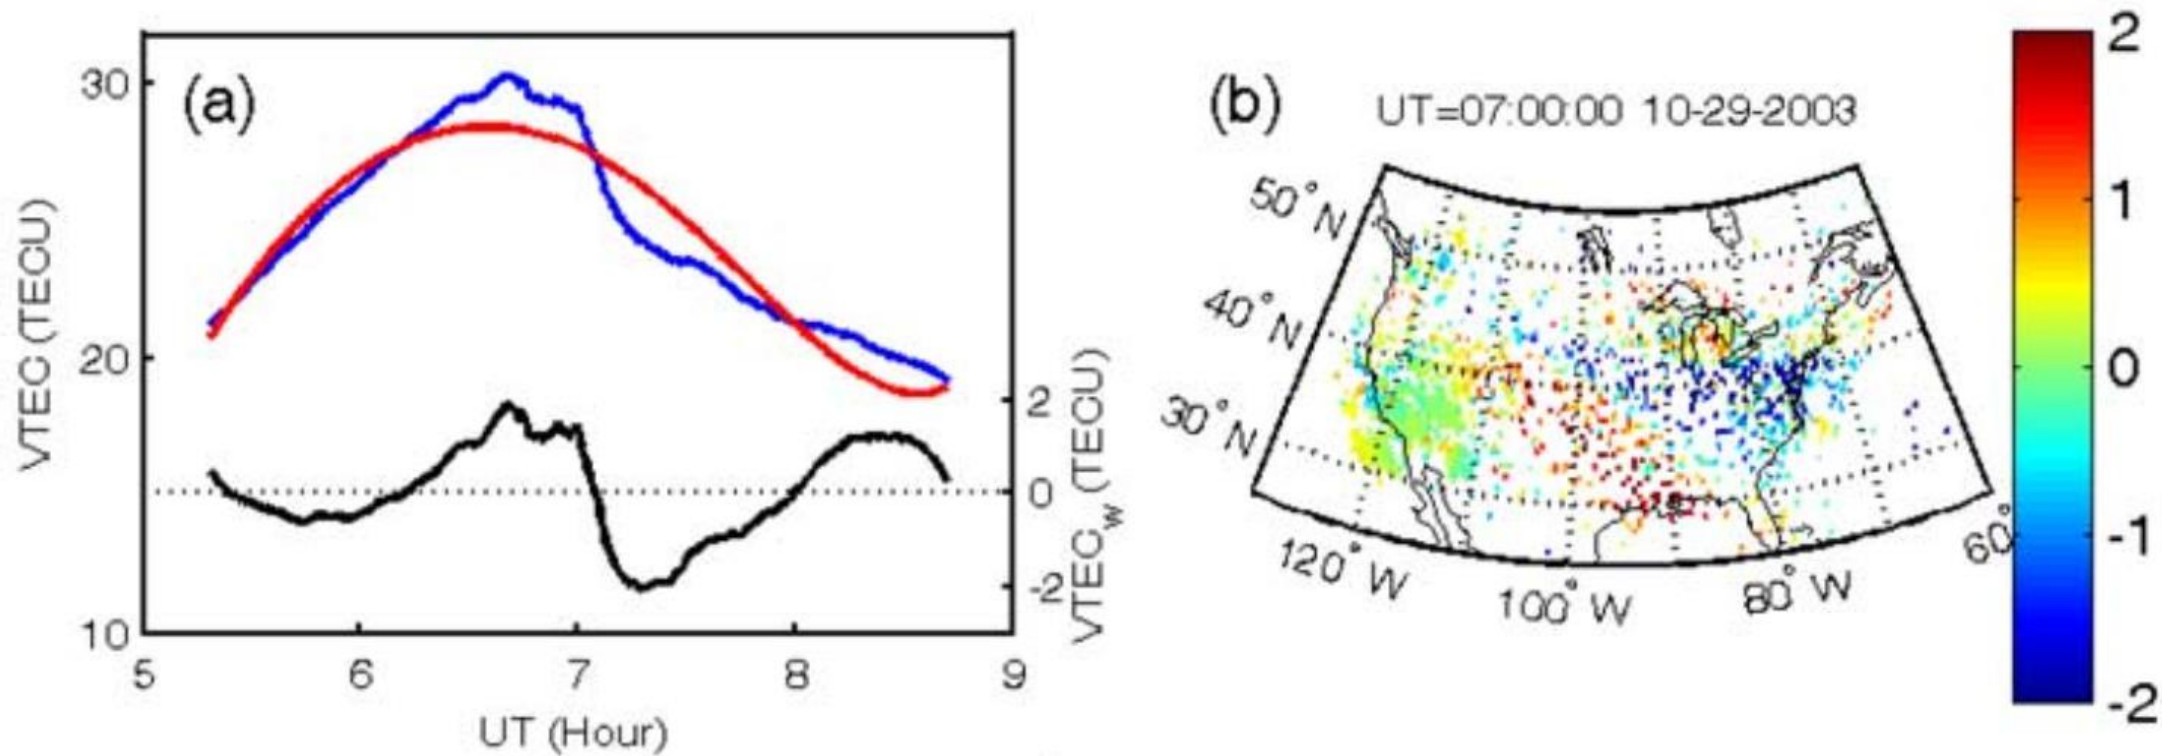 (a)
30
20
10
VTEC (TECU)
5 6 7 8 9
UT (Hour)
2
0
-2
VTECw (TECU)
(b)
UT=07:00:00 10-29-2003
50°N
40°N
30°N
120°W
100°W
80°W
60°
2
1
0
-1
-2